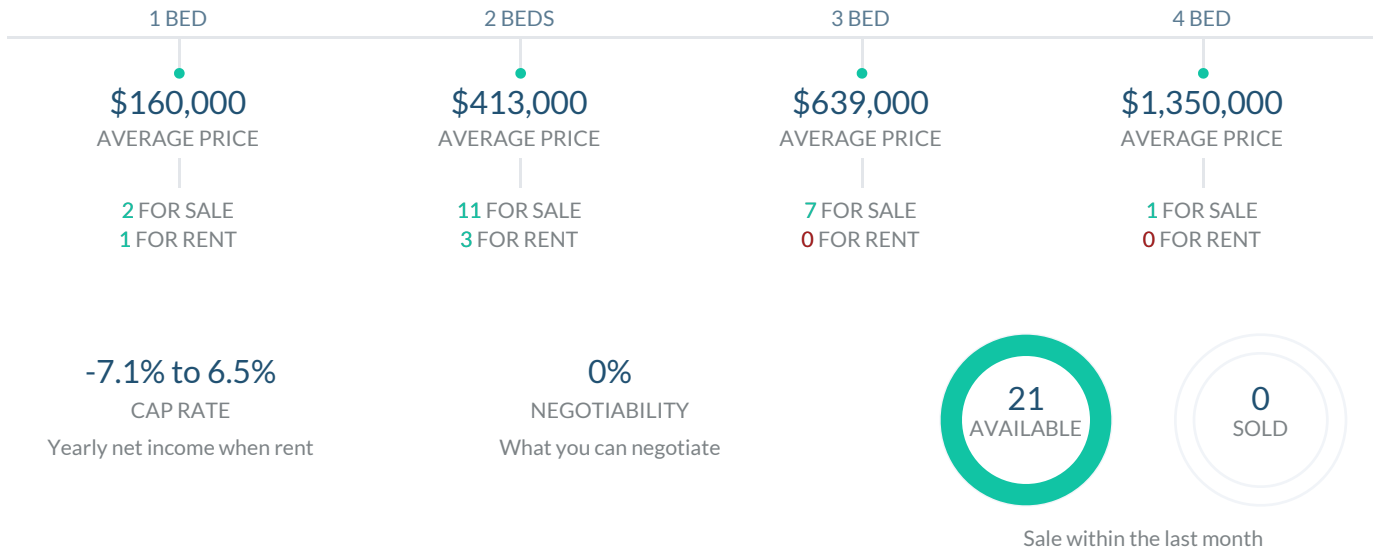 1 BED
2 BEDS
3 BED
4 BED
$160,000
$413,000
$639,000
$1,350,000
AVERAGE PRICE
AVERAGE PRICE
AVERAGE PRICE
AVERAGE PRICE
2 FOR SALE
11 FOR SALE
7 FOR SALE
1 FOR SALE
1 FOR RENT
3 FOR RENT
0 FOR RENT
0 FOR RENT
-7.1% to 6.5%
CAP RATE
Yearly net income when rent
0%
NEGOTIABILITY
What you can negotiate
21
AVAILABLE
0
SOLD
Sale within the last month